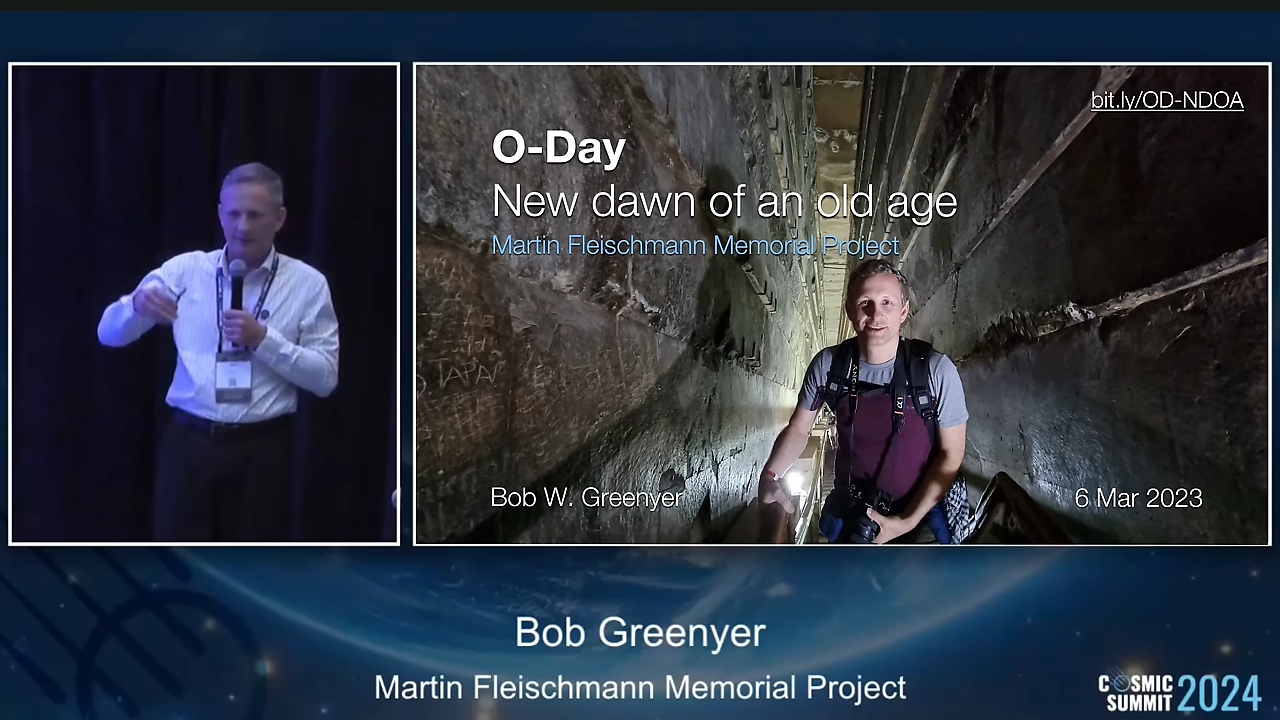 bit.ly/OD-NDOA
O-Day
New dawn of an old age
Martin Fleischmann Memorial Project
Bob W. Greenyer
6 Mar 2023
Bob Greenyer
Martin Fleischmann Memorial Project
COSMIC
SUMMIT 2024